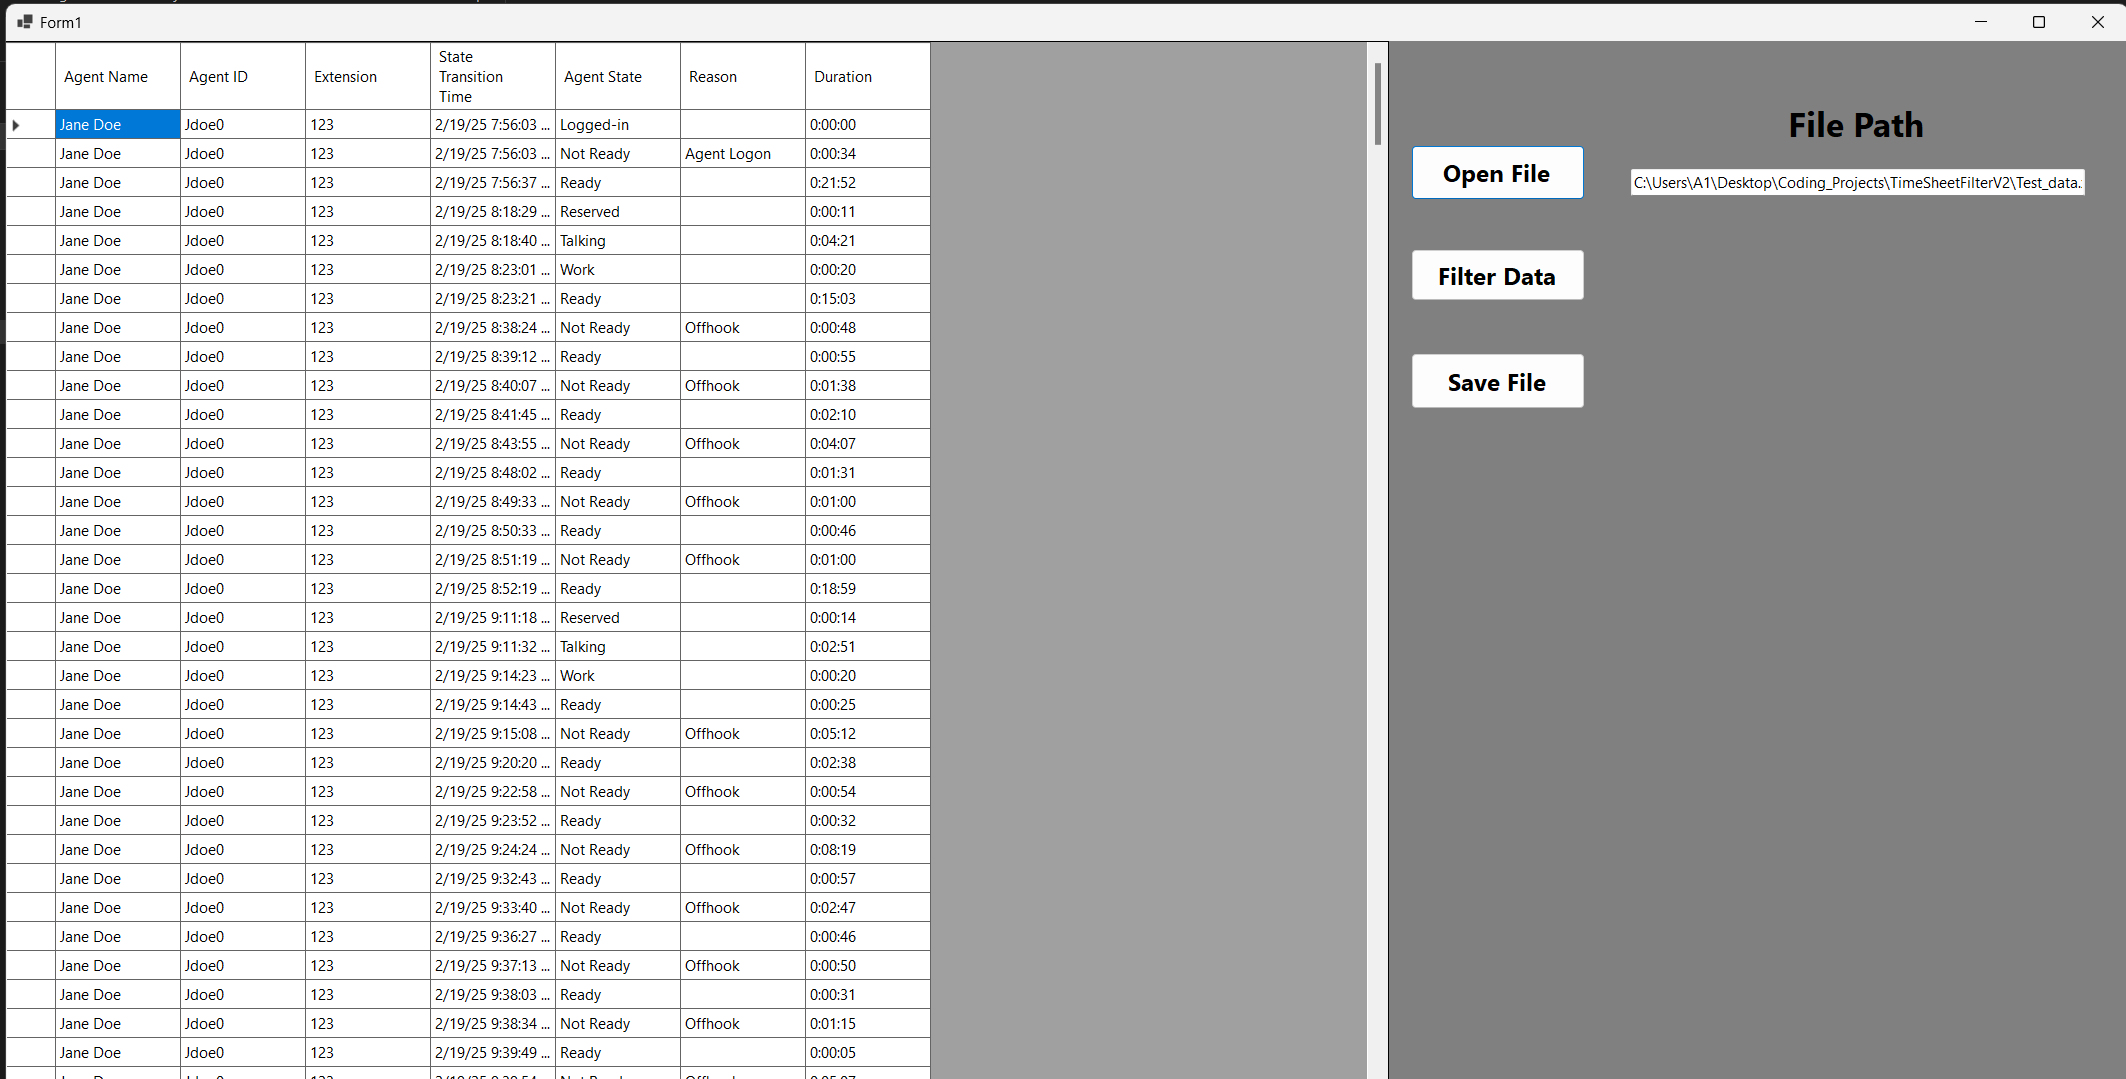 Form1
Agent Name Agent ID Extension State Transition Time Agent State Reason Duration
Jane Doe Jdoe0 123 2/19/25 7:56:03 ... Logged-in 0:00:00
Jane Doe Jdoe0 123 2/19/25 7:56:03 ... Not Ready Agent Logon 0:00:34
Jane Doe Jdoe0 123 2/19/25 7:56:37 ... Ready 0:21:52
Jane Doe Jdoe0 123 2/19/25 8:18:29 ... Reserved 0:00:11
Jane Doe Jdoe0 123 2/19/25 8:18:40 ... Talking 0:04:21
Jane Doe Jdoe0 123 2/19/25 8:23:01 ... Work 0:00:20
Jane Doe Jdoe0 123 2/19/25 8:23:21 ... Ready 0:15:03
Jane Doe Jdoe0 123 2/19/25 8:38:24 ... Not Ready Offhook 0:00:48
Jane Doe Jdoe0 123 2/19/25 8:39:12 ... Ready 0:00:55
Jane Doe Jdoe0 123 2/19/25 8:40:07 ... Not Ready Offhook 0:01:38
Jane Doe Jdoe0 123 2/19/25 8:41:45 ... Ready 0:02:10
Jane Doe Jdoe0 123 2/19/25 8:43:55 ... Not Ready Offhook 0:04:07
Jane Doe Jdoe0 123 2/19/25 8:48:02 ... Ready 0:01:31
Jane Doe Jdoe0 123 2/19/25 8:49:33 ... Not Ready Offhook 0:01:00
Jane Doe Jdoe0 123 2/19/25 8:50:33 ... Ready 0:00:46
Jane Doe Jdoe0 123 2/19/25 8:51:19 ... Not Ready Offhook 0:01:00
Jane Doe Jdoe0 123 2/19/25 8:52:19 ... Ready 0:18:59
Jane Doe Jdoe0 123 2/19/25 9:11:18 ... Reserved 0:00:14
Jane Doe Jdoe0 123 2/19/25 9:11:32 ... Talking 0:02:51
Jane Doe Jdoe0 123 2/19/25 9:14:23 ... Work 0:00:20
Jane Doe Jdoe0 123 2/19/25 9:14:43 ... Ready 0:00:25
Jane Doe Jdoe0 123 2/19/25 9:15:08 ... Not Ready Offhook 0:05:12
Jane Doe Jdoe0 123 2/19/25 9:20:20 ... Ready 0:02:38
Jane Doe Jdoe0 123 2/19/25 9:22:58 ... Not Ready Offhook 0:00:54
Jane Doe Jdoe0 123 2/19/25 9:23:52 ... Ready 0:00:32
Jane Doe Jdoe0 123 2/19/25 9:24:24 ... Not Ready Offhook 0:08:19
Jane Doe Jdoe0 123 2/19/25 9:32:43 ... Ready 0:00:57
Jane Doe Jdoe0 123 2/19/25 9:33:40 ... Not Ready Offhook 0:02:47
Jane Doe Jdoe0 123 2/19/25 9:36:27 ... Ready 0:00:46
Jane Doe Jdoe0 123 2/19/25 9:37:13 ... Not Ready Offhook 0:00:50
Jane Doe Jdoe0 123 2/19/25 9:38:03 ... Ready 0:00:31
Jane Doe Jdoe0 123 2/19/25 9:38:34 ... Not Ready Offhook 0:01:15
Jane Doe Jdoe0 123 2/19/25 9:39:49 ... Ready 0:00:05
File Path
Open File
C:\Users\A1\Desktop\Coding_Projects\TimeSheetFilterV2\Test_data.
Filter Data
Save File